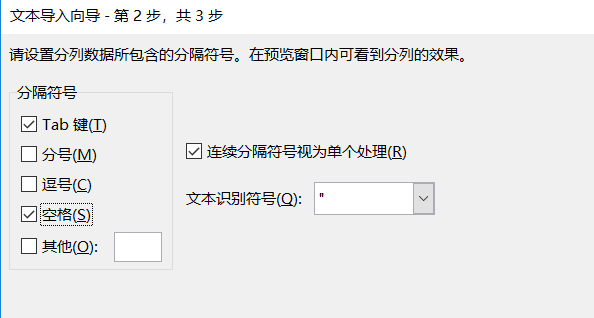 文本导入向导 - 第 2 步，共 3 步
请设置分列数据所包含的分隔符号。在预览窗口内可看到分列的效果。
分隔符号
Tab 键(T)
分号(M)
逗号(C)
空格(S)
其他(O):
连续分隔符号视为单个处理(R)
文本识别符号(Q): "